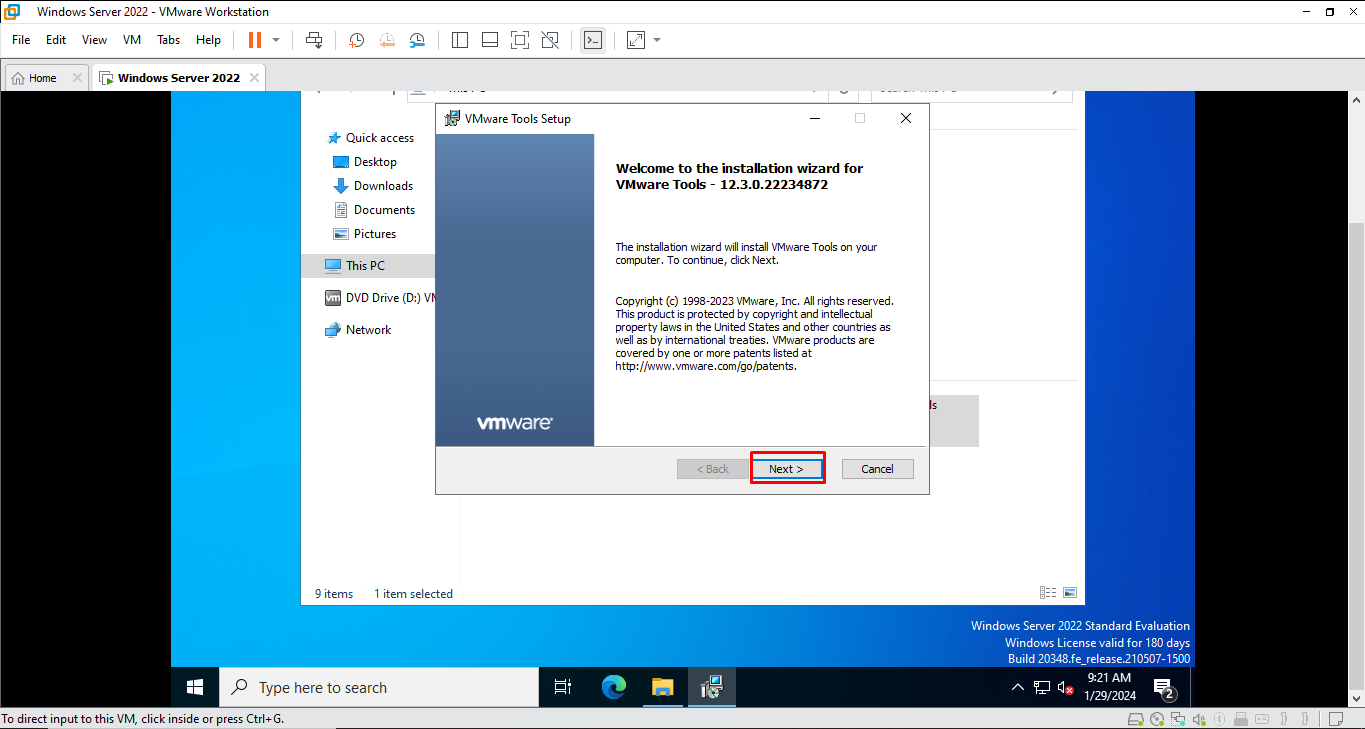 Windows Server 2022 - VMware Workstation
File Edit View VM Tabs Help
Home
Windows Server 2022
VMware Tools Setup
Quick access
Desktop
Downloads
Documents
Pictures
This PC
DVD Drive (D:) VM
Network
Welcome to the installation wizard for
VMware Tools - 12.3.0.22234872
The installation wizard will install VMware Tools on your
computer. To continue, click Next.
Copyright (c) 1998-2023 VMware, Inc. All rights reserved.
This product is protected by copyright and intellectual
property laws in the United States and other countries as
well as by international treaties. VMware products are
covered by one or more patents listed at
http://www.vmware.com/go/patents.
vmware®
ls
< Back Next > Cancel
9 items 1 item selected
Windows Server 2022 Standard Evaluation
Windows License valid for 180 days
Build 20348.fe_release.210507-1500
Type here to search
9:21 AM
1/29/2024
2
To direct input to this VM, click inside or press Ctrl+G.